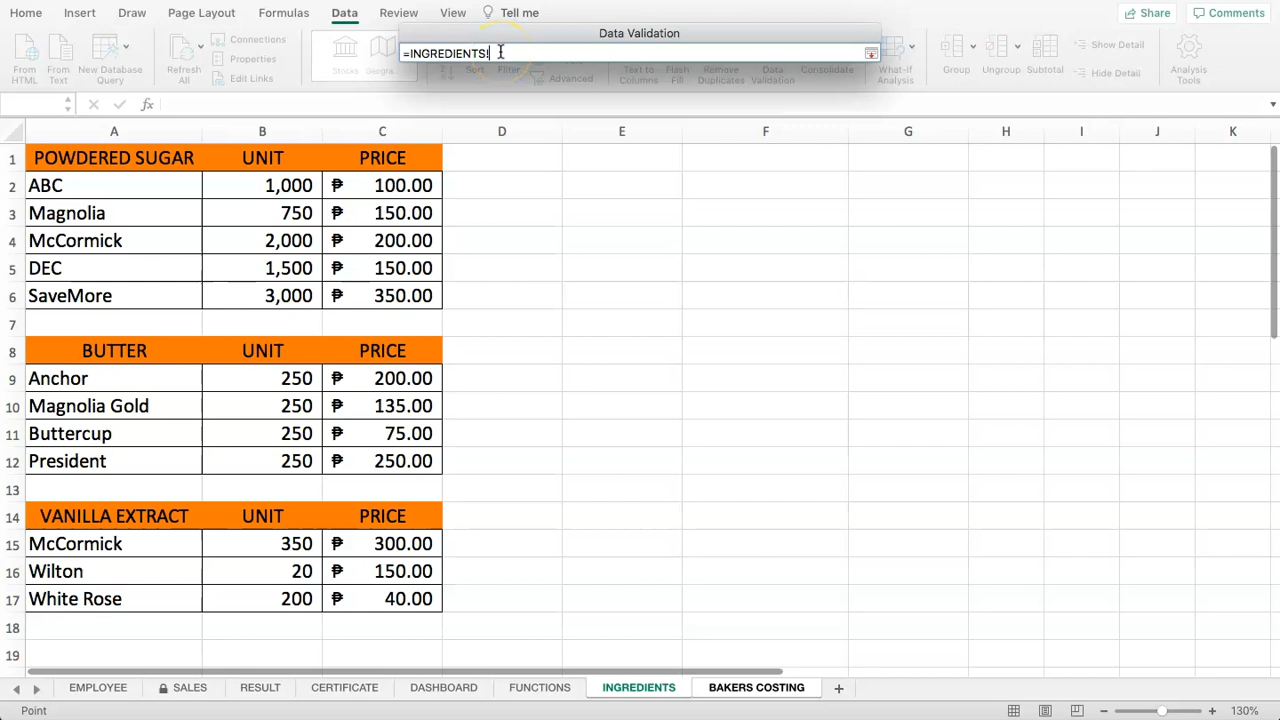 Home Insert Draw Page Layout Formulas Data Review View Tell me Share Comments
Data Validation
=INGREDIENTS!
From HTML From Text New Database Query Refresh All Connections Properties Edit Links Stocks Sort Filter Advanced Text to Columns Flash Fill Remove Duplicates Data Validation Consolidate What-If Analysis Group Ungroup Subtotal Show Detail Hide Detail Analysis Tools
fx
A B C D E F G H I J K
1 POWDERED SUGAR UNIT PRICE
2 ABC 1,000 ₱ 100.00
3 Magnolia 750 ₱ 150.00
4 McCormick 2,000 ₱ 200.00
5 DEC 1,500 ₱ 150.00
6 SaveMore 3,000 ₱ 350.00
7
8 BUTTER UNIT PRICE
9 Anchor 250 ₱ 200.00
10 Magnolia Gold 250 ₱ 135.00
11 Buttercup 250 ₱ 75.00
12 President 250 ₱ 250.00
13
14 VANILLA EXTRACT UNIT PRICE
15 McCormick 350 ₱ 300.00
16 Wilton 20 ₱ 150.00
17 White Rose 200 ₱ 40.00
18
19
EMPLOYEE SALES RESULT CERTIFICATE DASHBOARD FUNCTIONS INGREDIENTS BAKERS COSTING
Point 130%